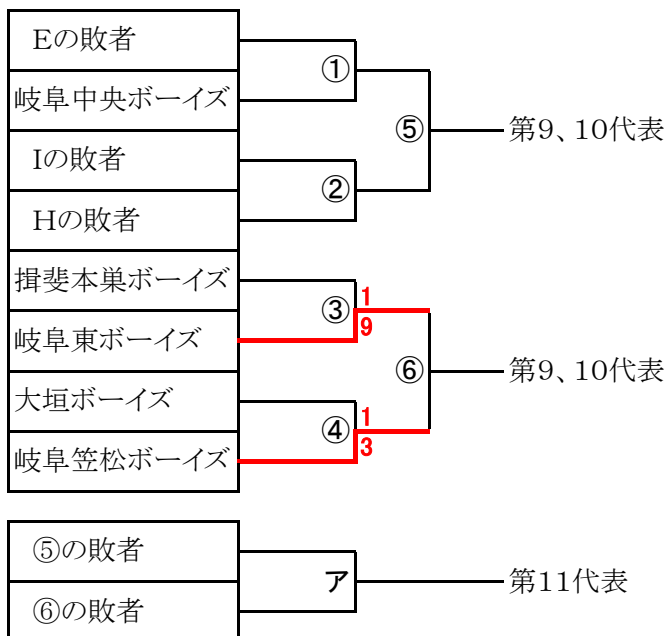 Eの敗者
①
岐阜中央ボーイズ
⑤
第9、10代表
Iの敗者
②
Hの敗者
揖斐本巣ボーイズ
③
1
9
岐阜東ボーイズ
⑥
第9、10代表
大垣ボーイズ
④
1
3
岐阜笠松ボーイズ
⑤の敗者
ア
第11代表
⑥の敗者